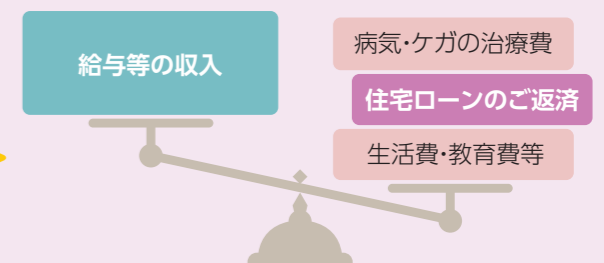 給与等の収入
病気・ケガの治療費
住宅ローンのご返済
生活費・教育費等